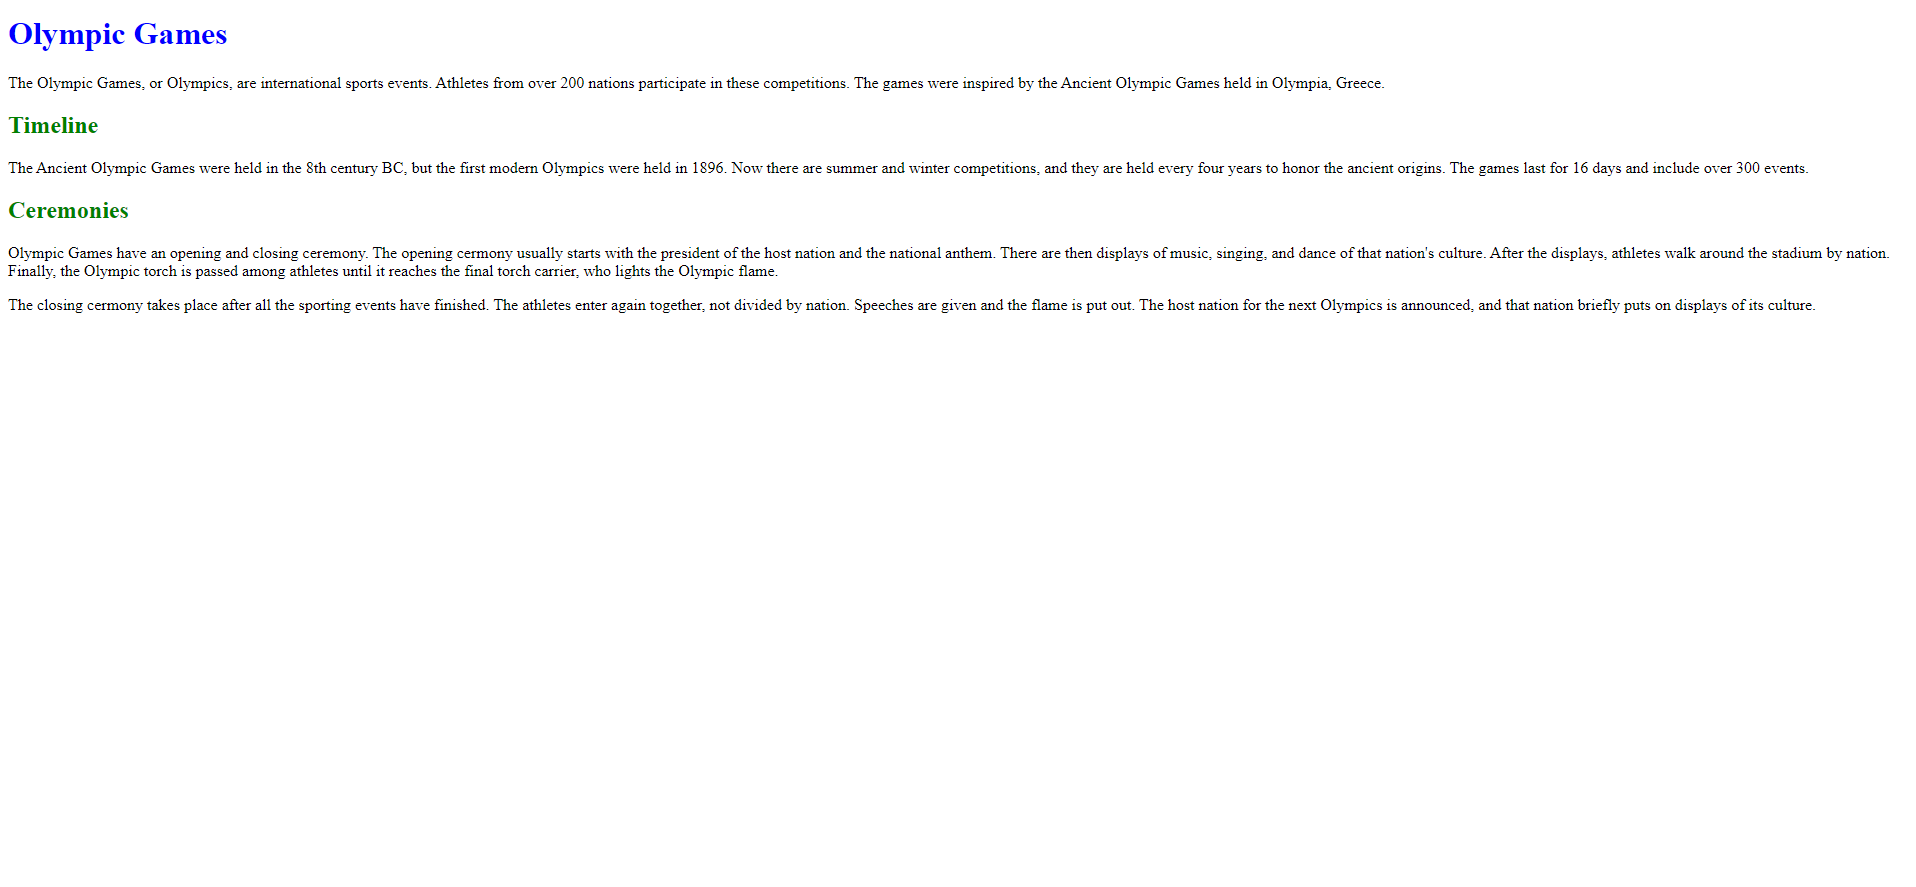 Olympic Games
The Olympic Games, or Olympics, are international sports events. Athletes from over 200 nations participate in these competitions. The games were inspired by the Ancient Olympic Games held in Olympia, Greece.
Timeline
The Ancient Olympic Games were held in the 8th century BC, but the first modern Olympics were held in 1896. Now there are summer and winter competitions, and they are held every four years to honor the ancient origins. The games last for 16 days and include over 300 events.
Ceremonies
Olympic Games have an opening and closing ceremony. The opening cermony usually starts with the president of the host nation and the national anthem. There are then displays of music, singing, and dance of that nation's culture. After the displays, athletes walk around the stadium by nation.
Finally, the Olympic torch is passed among athletes until it reaches the final torch carrier, who lights the Olympic flame.
The closing cermony takes place after all the sporting events have finished. The athletes enter again together, not divided by nation. Speeches are given and the flame is put out. The host nation for the next Olympics is announced, and that nation briefly puts on displays of its culture.